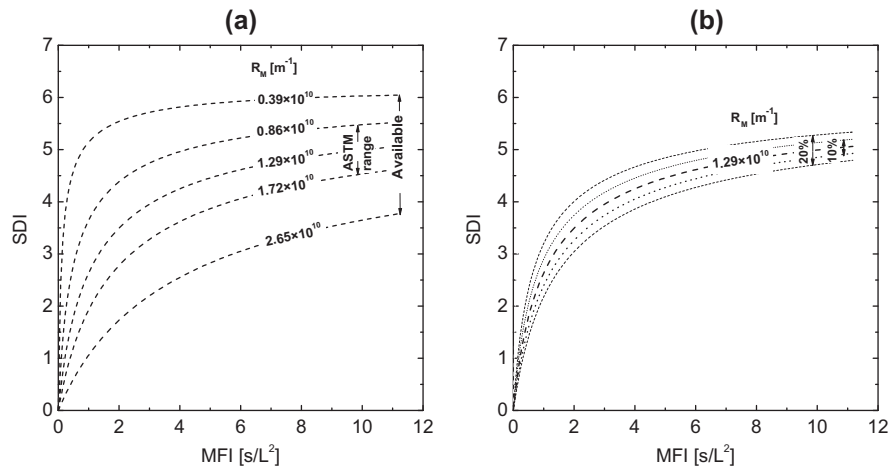 (a)
7
6
5
4
3
2
1
0
SDI
R_M [m⁻¹]
0.39×10¹⁰
0.86×10¹⁰
1.29×10¹⁰
1.72×10¹⁰
2.65×10¹⁰
ASTM
range
Available
0 2 4 6 8 10 12
MFI [s/L²]
(b)
7
6
5
4
3
2
1
0
SDI
R_M [m⁻¹]
1.29×10¹⁰
20%
10%
0 2 4 6 8 10 12
MFI [s/L²]